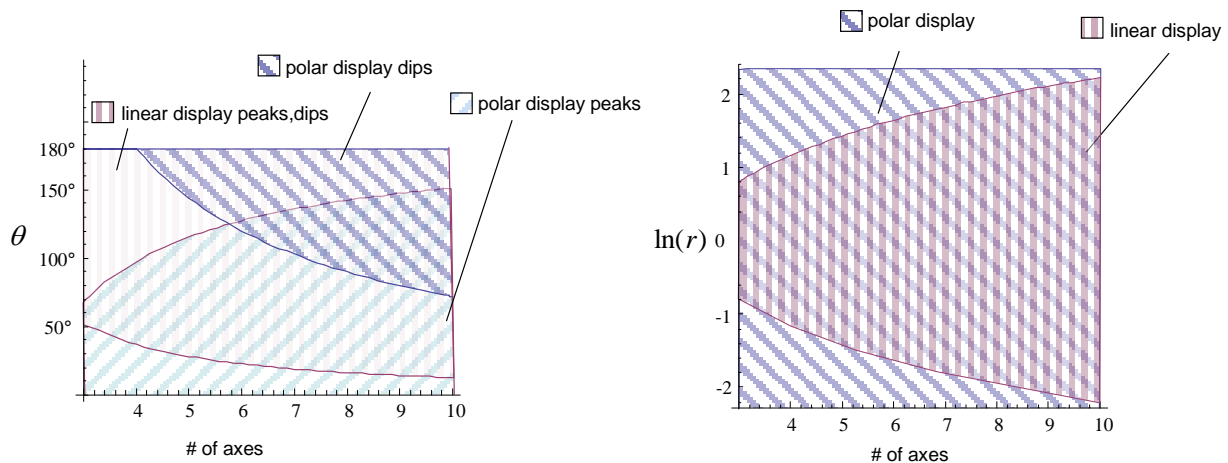 polar display dips
polar display peaks
linear display peaks,dips
180°
150°
θ
100°
50°
4 5 6 7 8 9 10
# of axes
polar display
linear display
2
1
ln(r) 0
-1
-2
4 5 6 7 8 9 10
# of axes